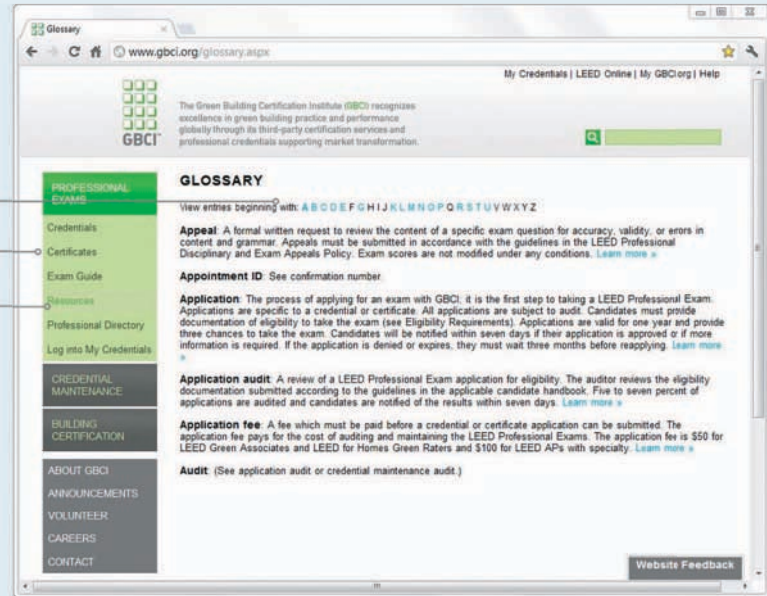 Glossary
www.gbci.org/glossary.aspx
My Credentials | LEED Online | My GBCI.org | Help
GBCI
The Green Building Certification Institute (GBCI) recognizes
excellence in green building practice and performance
globally through its third-party certification services and
professional credentials supporting market transformation.
PROFESSIONAL
EXAMS
Credentials
Certificates
Exam Guide
Resources
Professional Directory
Log into My Credentials
CREDENTIAL
MAINTENANCE
BUILDING
CERTIFICATION
ABOUT GBCI
ANNOUNCEMENTS
VOLUNTEER
CAREERS
CONTACT
GLOSSARY
View entries beginning with: A B C D E F G H I J K L M N O P Q R S T U V W X Y Z
Appeal: A formal written request to review the content of a specific exam question for accuracy, validity, or errors in
content and grammar. Appeals must be submitted in accordance with the guidelines in the LEED Professional
Disciplinary and Exam Appeals Policy. Exam scores are not modified under any conditions. Learn more »
Appointment ID: See confirmation number.
Application: The process of applying for an exam with GBCI; it is the first step to taking a LEED Professional Exam.
Applications are specific to a credential or certificate. All applications are subject to audit. Candidates must provide
documentation of eligibility to take the exam (see Eligibility Requirements). Applications are valid for one year and provide
three chances to take the exam. Candidates will be notified within seven days if their application is approved or if more
information is required. If the application is denied or expires, they must wait three months before reapplying. Learn more
»
Application audit: A review of a LEED Professional Exam application for eligibility. The auditor reviews the eligibility
documentation submitted according to the guidelines in the applicable candidate handbook. Five to seven percent of
applications are audited and candidates are notified of the results within seven days. Learn more »
Application fee: A fee which must be paid before a credential or certificate application can be submitted. The
application fee pays for the cost of auditing and maintaining the LEED Professional Exams. The application fee is $50 for
LEED Green Associates and LEED for Homes Green Raters and $100 for LEED APs with specialty. Learn more »
Audit: (See application audit or credential maintenance audit.)
Website Feedback